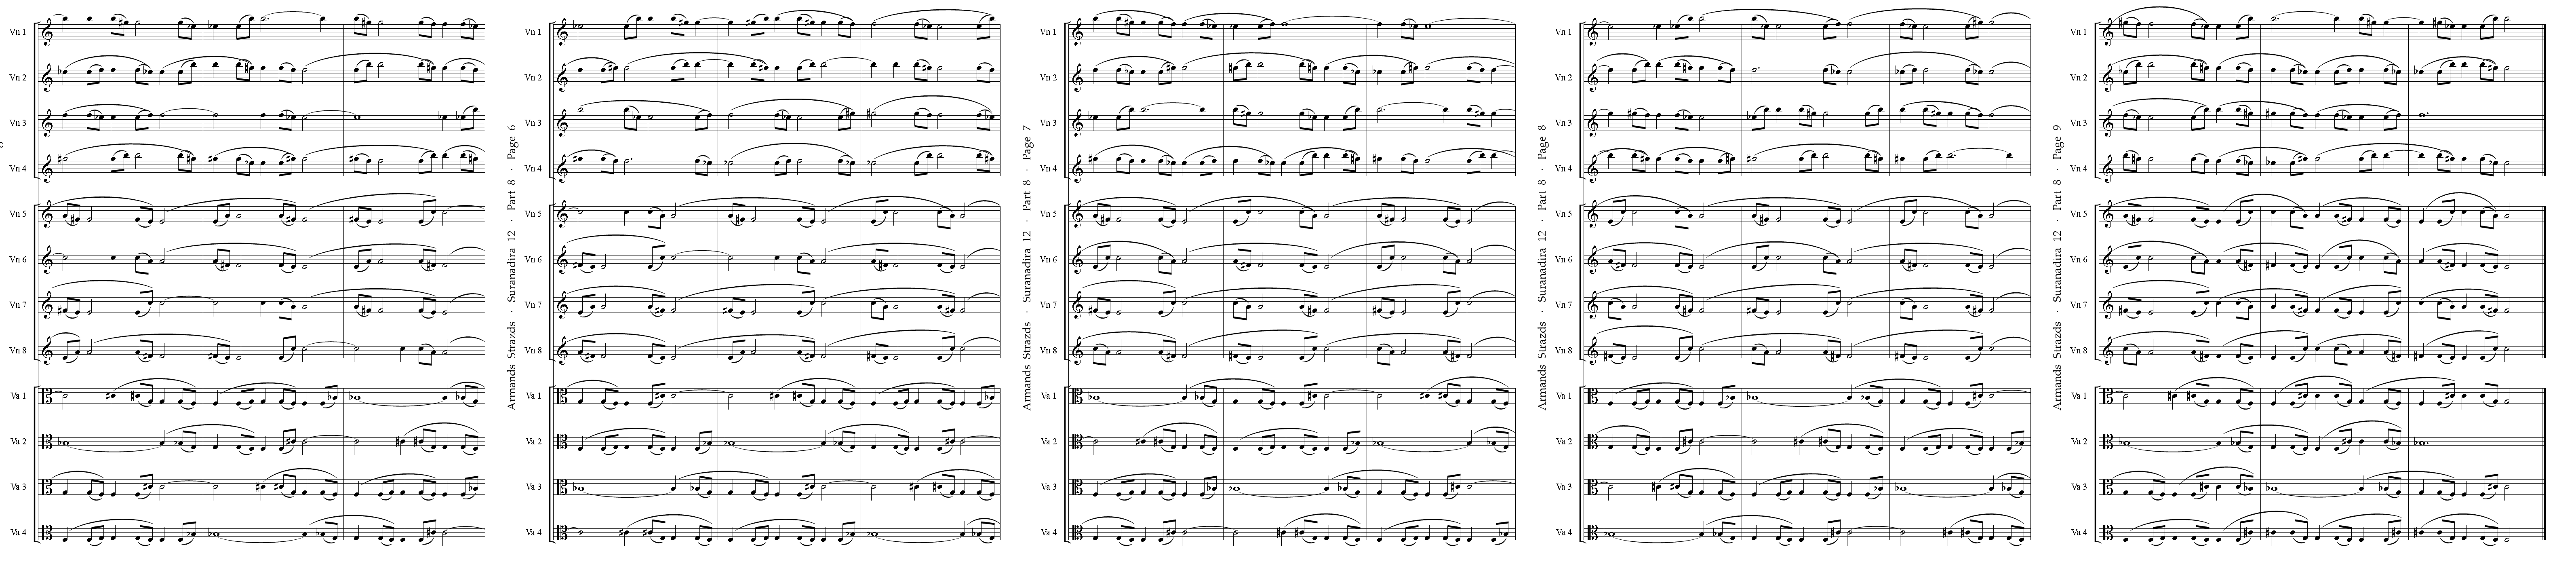 Vn 1
Vn 2
Vn 3
Vn 4
Vn 5
Vn 6
Vn 7
Vn 8
Va 1
Va 2
Va 3
Va 4
Armands Strazds · Suranadira 12 · Part 8 · Page 6
Vn 1
Vn 2
Vn 3
Vn 4
Vn 5
Vn 6
Vn 7
Vn 8
Va 1
Va 2
Va 3
Va 4
Armands Strazds · Suranadira 12 · Part 8 · Page 7
Vn 1
Vn 2
Vn 3
Vn 4
Vn 5
Vn 6
Vn 7
Vn 8
Va 1
Va 2
Va 3
Va 4
Armands Strazds · Suranadira 12 · Part 8 · Page 8
Vn 1
Vn 2
Vn 3
Vn 4
Vn 5
Vn 6
Vn 7
Vn 8
Va 1
Va 2
Va 3
Va 4
Armands Strazds · Suranadira 12 · Part 8 · Page 9
Vn 1
Vn 2
Vn 3
Vn 4
Vn 5
Vn 6
Vn 7
Vn 8
Va 1
Va 2
Va 3
Va 4